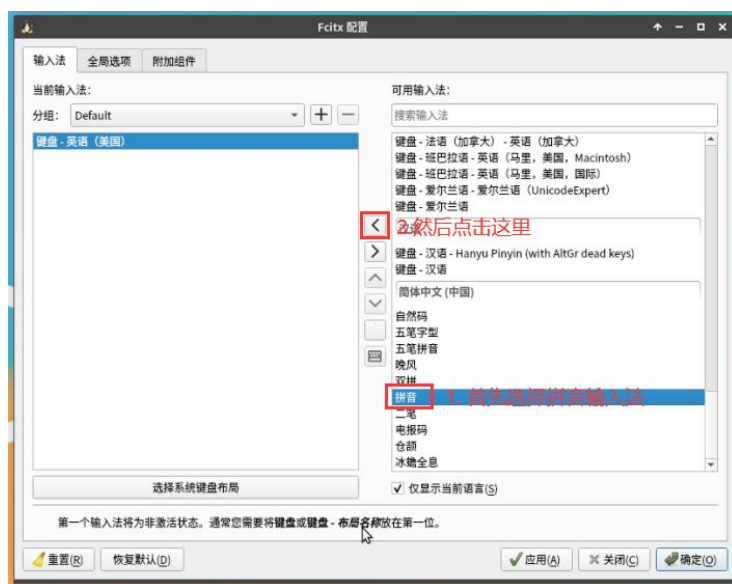 Fcitx 配置
输入法 全局选项 附加组件
当前输入法: 可用输入法:
分组: Default
搜索输入法
键盘 - 英语（美国）
键盘 - 法语（加拿大） - 英语（加拿大）
键盘 - 班巴拉语 - 英语（马里，美国，Macintosh）
键盘 - 班巴拉语 - 英语（马里，美国，国际）
键盘 - 爱尔兰语 - 爱尔兰语（UnicodeExpert）
键盘 - 爱尔兰语
然后点击这里
键盘 - 汉语 - Hanyu Pinyin (with AltGr dead keys)
键盘 - 汉语
简体中文 (中国)
自然码
五笔字型
五笔拼音
晚风
双拼
拼音 1. 首先选择拼音输入法
二笔
电报码
仓颉
冰蟾全息
选择系统键盘布局
仅显示当前语言(S)
第一个输入法将为非激活状态。通常您需要将键盘或键盘 - 布局名称放在第一位。
重置(R) 恢复默认(D) 应用(A) 关闭(C) 确定(O)